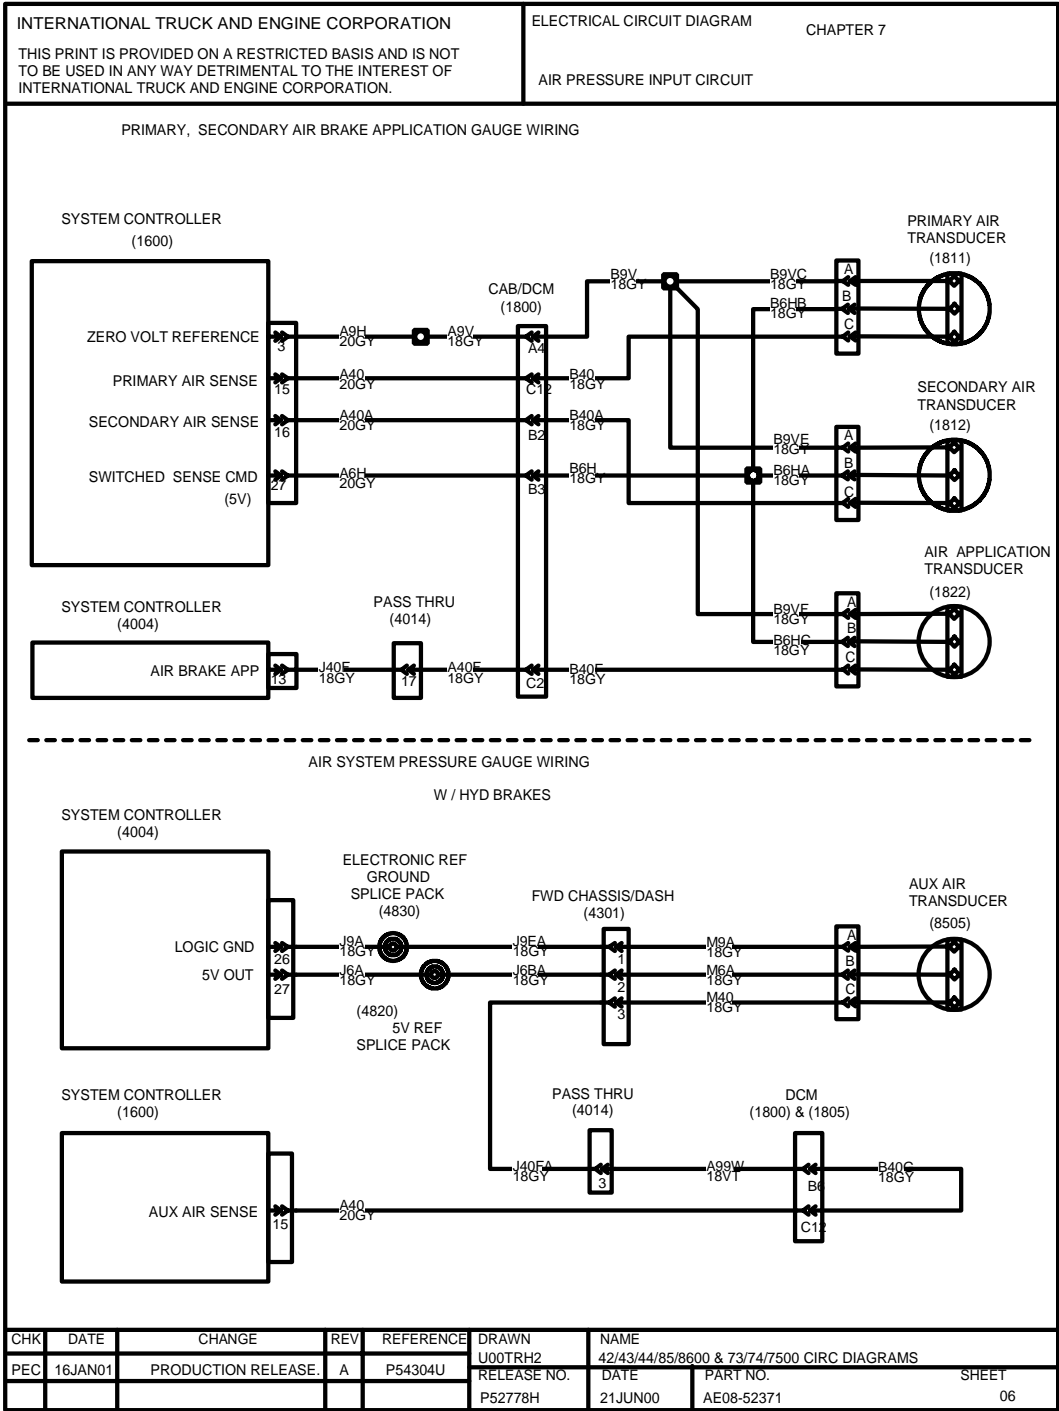 INTERNATIONAL TRUCK AND ENGINE CORPORATION
THIS PRINT IS PROVIDED ON A RESTRICTED BASIS AND IS NOT
TO BE USED IN ANY WAY DETRIMENTAL TO THE INTEREST OF
INTERNATIONAL TRUCK AND ENGINE CORPORATION.
ELECTRICAL CIRCUIT DIAGRAM
CHAPTER 7
AIR PRESSURE INPUT CIRCUIT
PRIMARY, SECONDARY AIR BRAKE APPLICATION GAUGE WIRING
SYSTEM CONTROLLER
(1600)
ZERO VOLT REFERENCE
PRIMARY AIR SENSE
SECONDARY AIR SENSE
SWITCHED SENSE CMD
(5V)
3
15
16
27
A9H
20GY
A9V
18GY
A40
20GY
A40A
20GY
A6H
20GY
CAB/DCM
(1800)
A4
C12
B2
B3
C2
B9V
18GY
B40
18GY
B40A
18GY
B6H
18GY
B9VC
18GY
B6HB
18GY
A
B
C
PRIMARY AIR
TRANSDUCER
(1811)
B9VE
18GY
B6HA
18GY
A
B
C
SECONDARY AIR
TRANSDUCER
(1812)
B9VF
18GY
B6HC
18GY
A
B
C
AIR APPLICATION
TRANSDUCER
(1822)
SYSTEM CONTROLLER
(4004)
AIR BRAKE APP
13
J40F
18GY
PASS THRU
(4014)
17
A40F
18GY
B40F
18GY
AIR SYSTEM PRESSURE GAUGE WIRING
W / HYD BRAKES
SYSTEM CONTROLLER
(4004)
LOGIC GND
5V OUT
26
27
ELECTRONIC REF
GROUND
SPLICE PACK
(4830)
J9A
18GY
J6A
18GY
(4820)
5V REF
SPLICE PACK
J9EA
18GY
J6BA
18GY
FWD CHASSIS/DASH
(4301)
1
2
3
M9A
18GY
M6A
18GY
M40
18GY
A
B
C
AUX AIR
TRANSDUCER
(8505)
SYSTEM CONTROLLER
(1600)
AUX AIR SENSE
15
A40
20GY
J40FA
18GY
PASS THRU
(4014)
3
A99W
18VT
DCM
(1800) & (1805)
B6
C12
B40G
18GY
CHK DATE CHANGE REV REFERENCE
PEC 16JAN01 PRODUCTION RELEASE. A P54304U
DRAWN
U00TRH2
NAME
42/43/44/85/8600 & 73/74/7500 CIRC DIAGRAMS
RELEASE NO.
P52778H
DATE
21JUN00
PART NO.
AE08-52371
SHEET
06